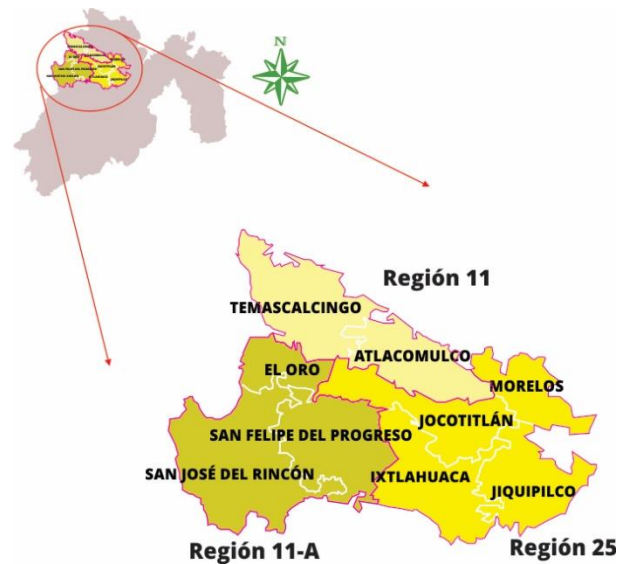 N
Región 11
TEMASCALCINGO
ATLACOMULCO
EL ORO
MORELOS
JOCOTITLÁN
SAN FELIPE DEL PROGRESO
SAN JOSÉ DEL RINCÓN
IXTLAHUACA
JIQUIPILCO
Región 11-A
Región 25